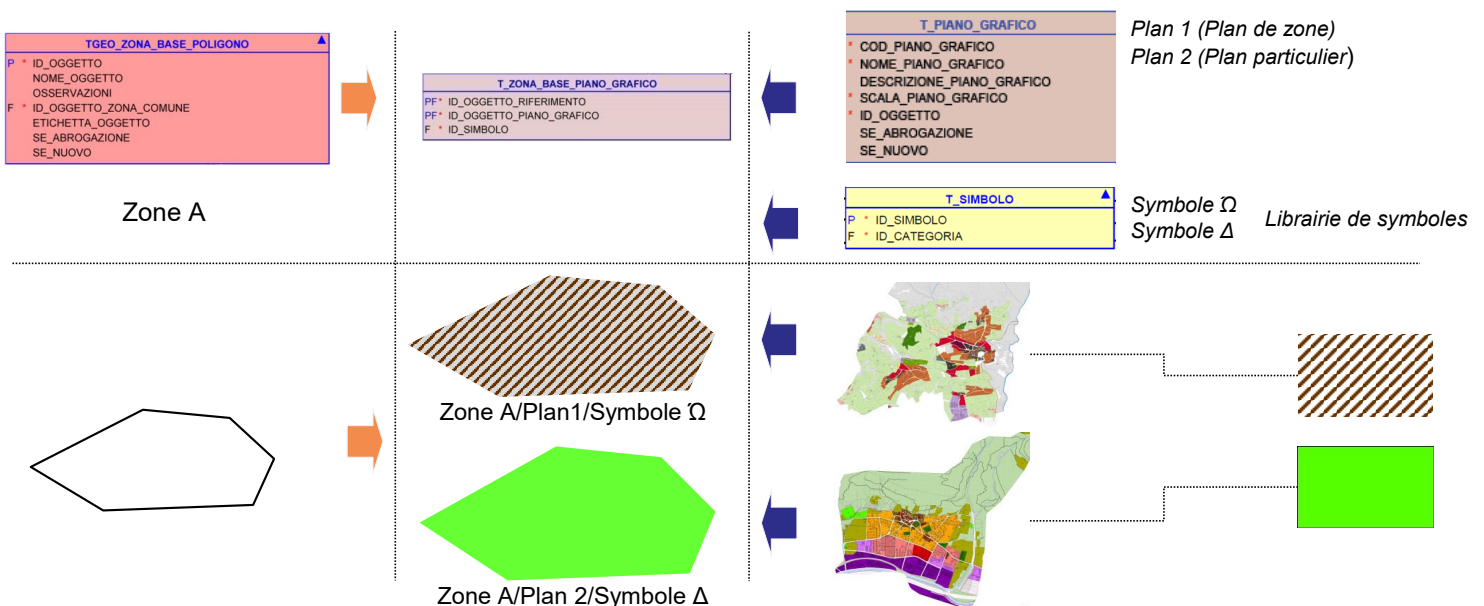 TGEO_ZONA_BASE_POLIGONO
P * ID_OGGETTO
NOME_OGGETTO
OSSERVAZIONI
F * ID_OGGETTO_ZONA_COMUNE
ETICHETTA_OGGETTO
SE_ABROGAZIONE
SE_NUOVO
Zone A
T_ZONA_BASE_PIANO_GRAFICO
PF* ID_OGGETTO_RIFERIMENTO
PF* ID_OGGETTO_PIANO_GRAFICO
F * ID_SIMBOLO
T_PIANO_GRAFICO
* COD_PIANO_GRAFICO
* NOME_PIANO_GRAFICO
DESCRIZIONE_PIANO_GRAFICO
* SCALA_PIANO_GRAFICO
* ID_OGGETTO
SE_ABROGAZIONE
SE_NUOVO
Plan 1 (Plan de zone)
Plan 2 (Plan particulier)
T_SIMBOLO
P * ID_SIMBOLO
F * ID_CATEGORIA
Symbole Ώ
Symbole Δ
Librairie de symboles
Zone A/Plan1/Symbole Ώ
Zone A/Plan 2/Symbole Δ